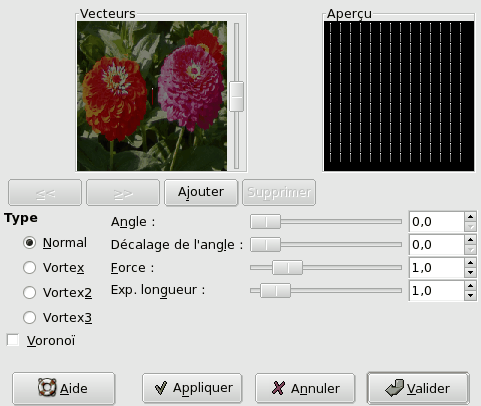 Vecteurs
Aperçu
<<
>>
Ajouter
Supprimer
Type
Normal
Vortex
Vortex2
Vortex3
Voronoï
Angle :
0,0
Décalage de l'angle :
0,0
Force :
1,0
Exp. longueur :
1,0
Aide
Appliquer
Annuler
Valider